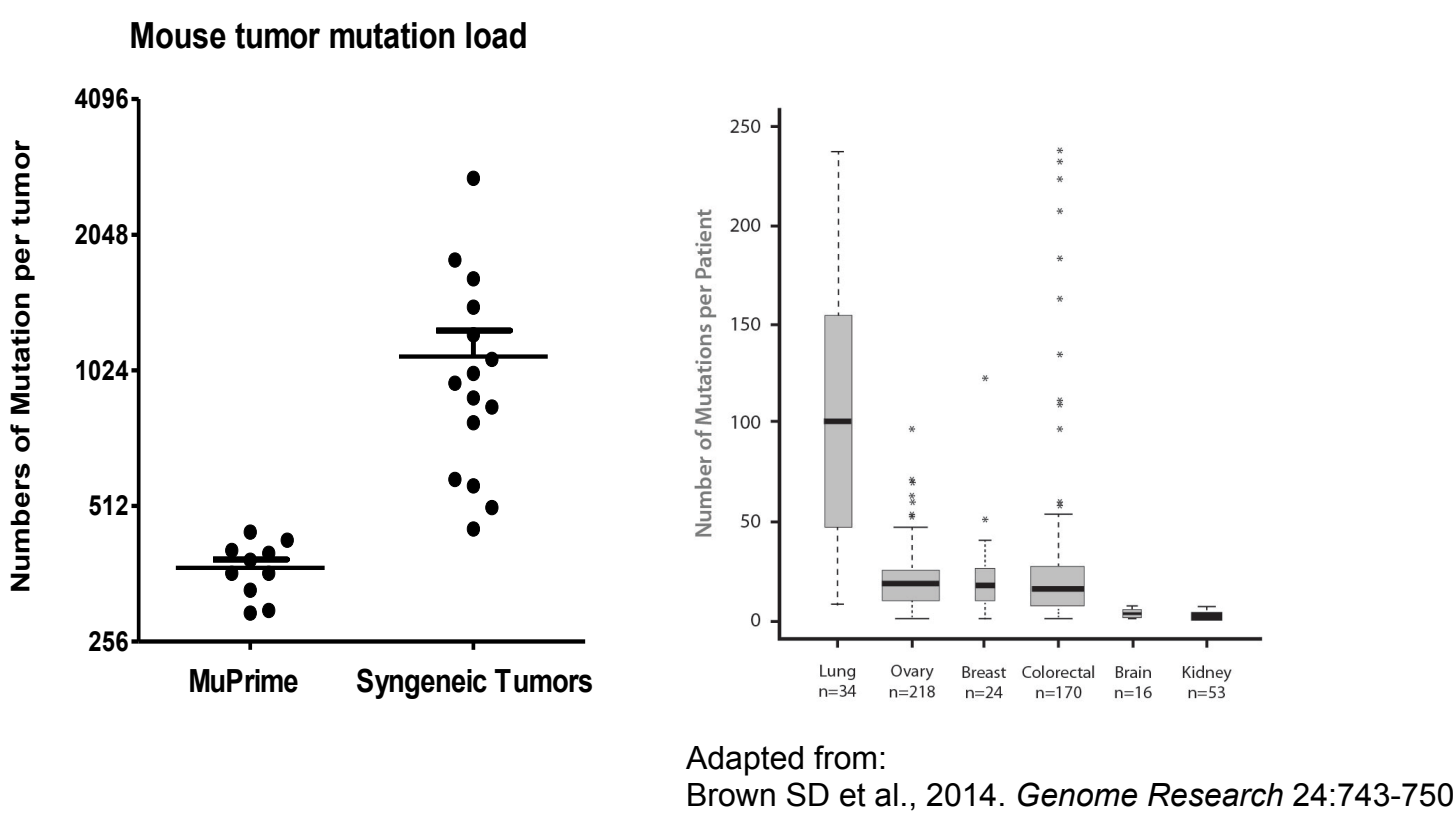 Mouse tumor mutation load
Numbers of Mutation per tumor
4096
2048
1024
512
256
MuPrime Syngeneic Tumors
Number of Mutations per Patient
250
200
150
100
50
0
Lung Ovary Breast Colorectal Brain Kidney
n=34 n=218 n=24 n=170 n=16 n=53
Adapted from:
Brown SD et al., 2014. Genome Research 24:743-750